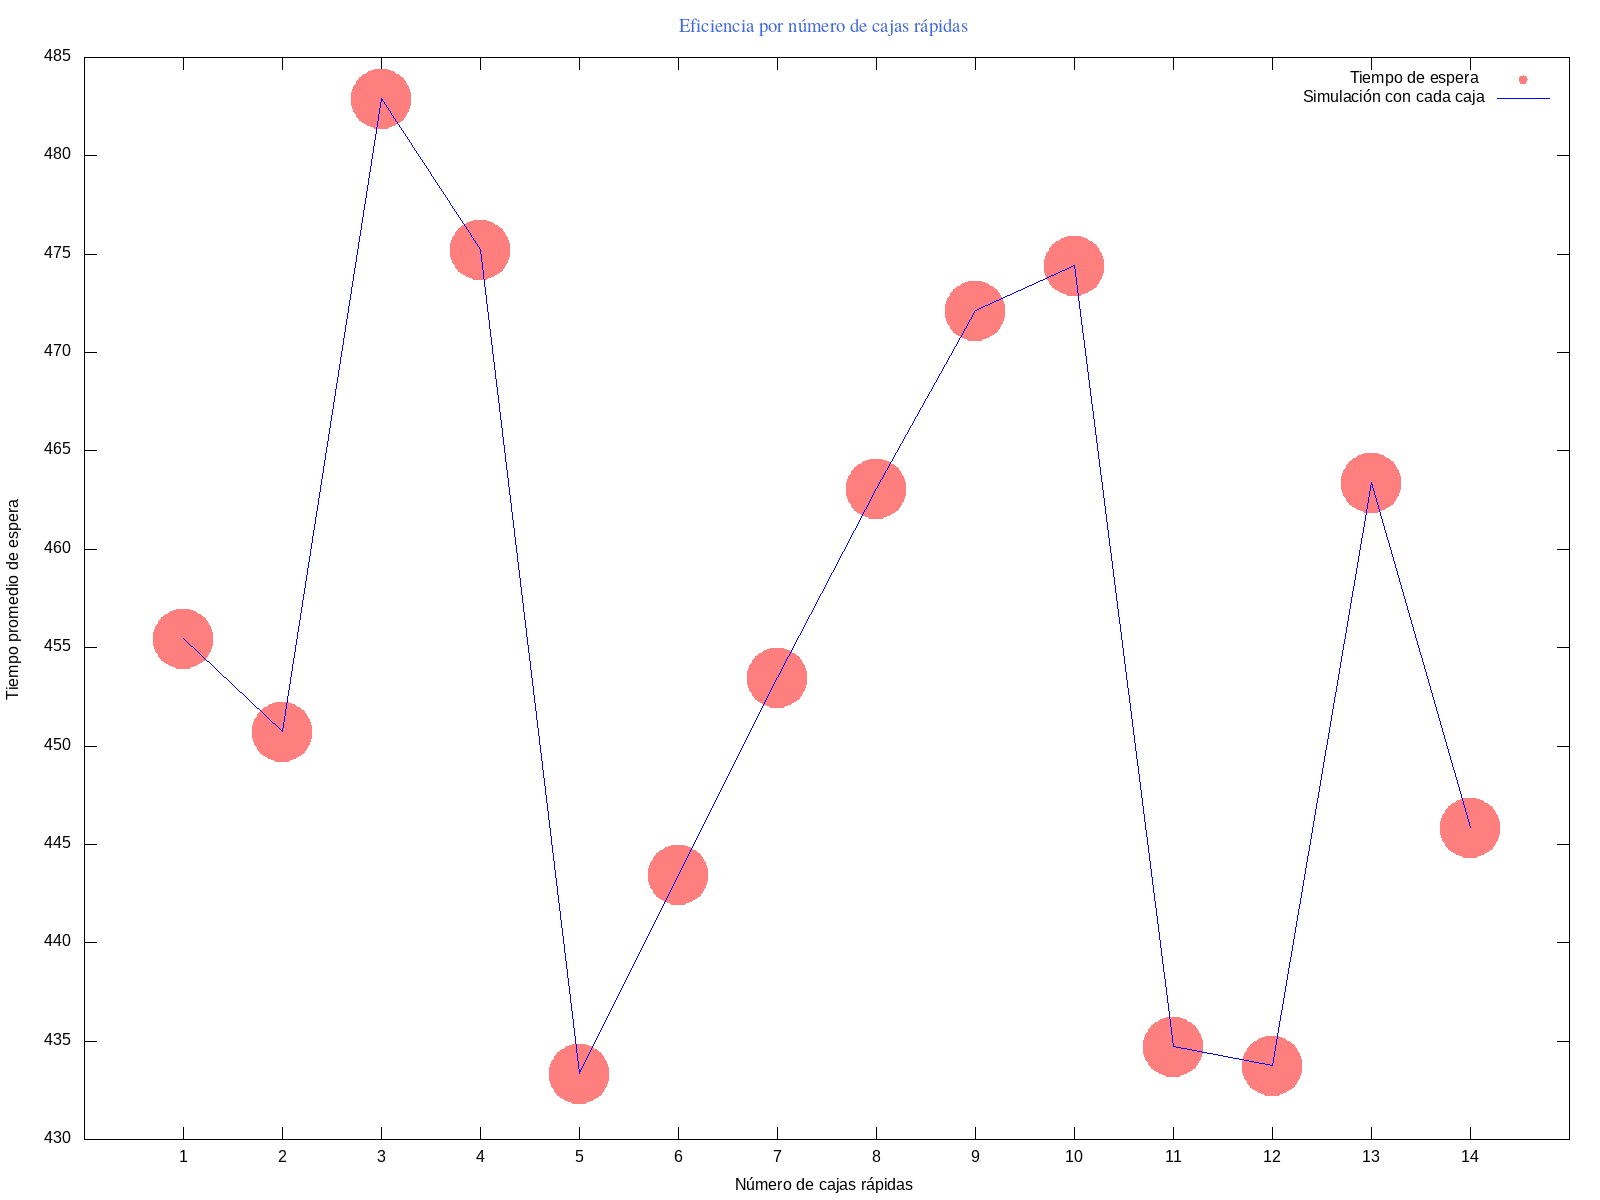 Eficiencia por número de cajas rápidas
Tiempo de espera
Simulación con cada caja
485
480
475
470
465
460
455
450
445
440
435
430
Tiempo promedio de espera
1 2 3 4 5 6 7 8 9 10 11 12 13 14
Número de cajas rápidas